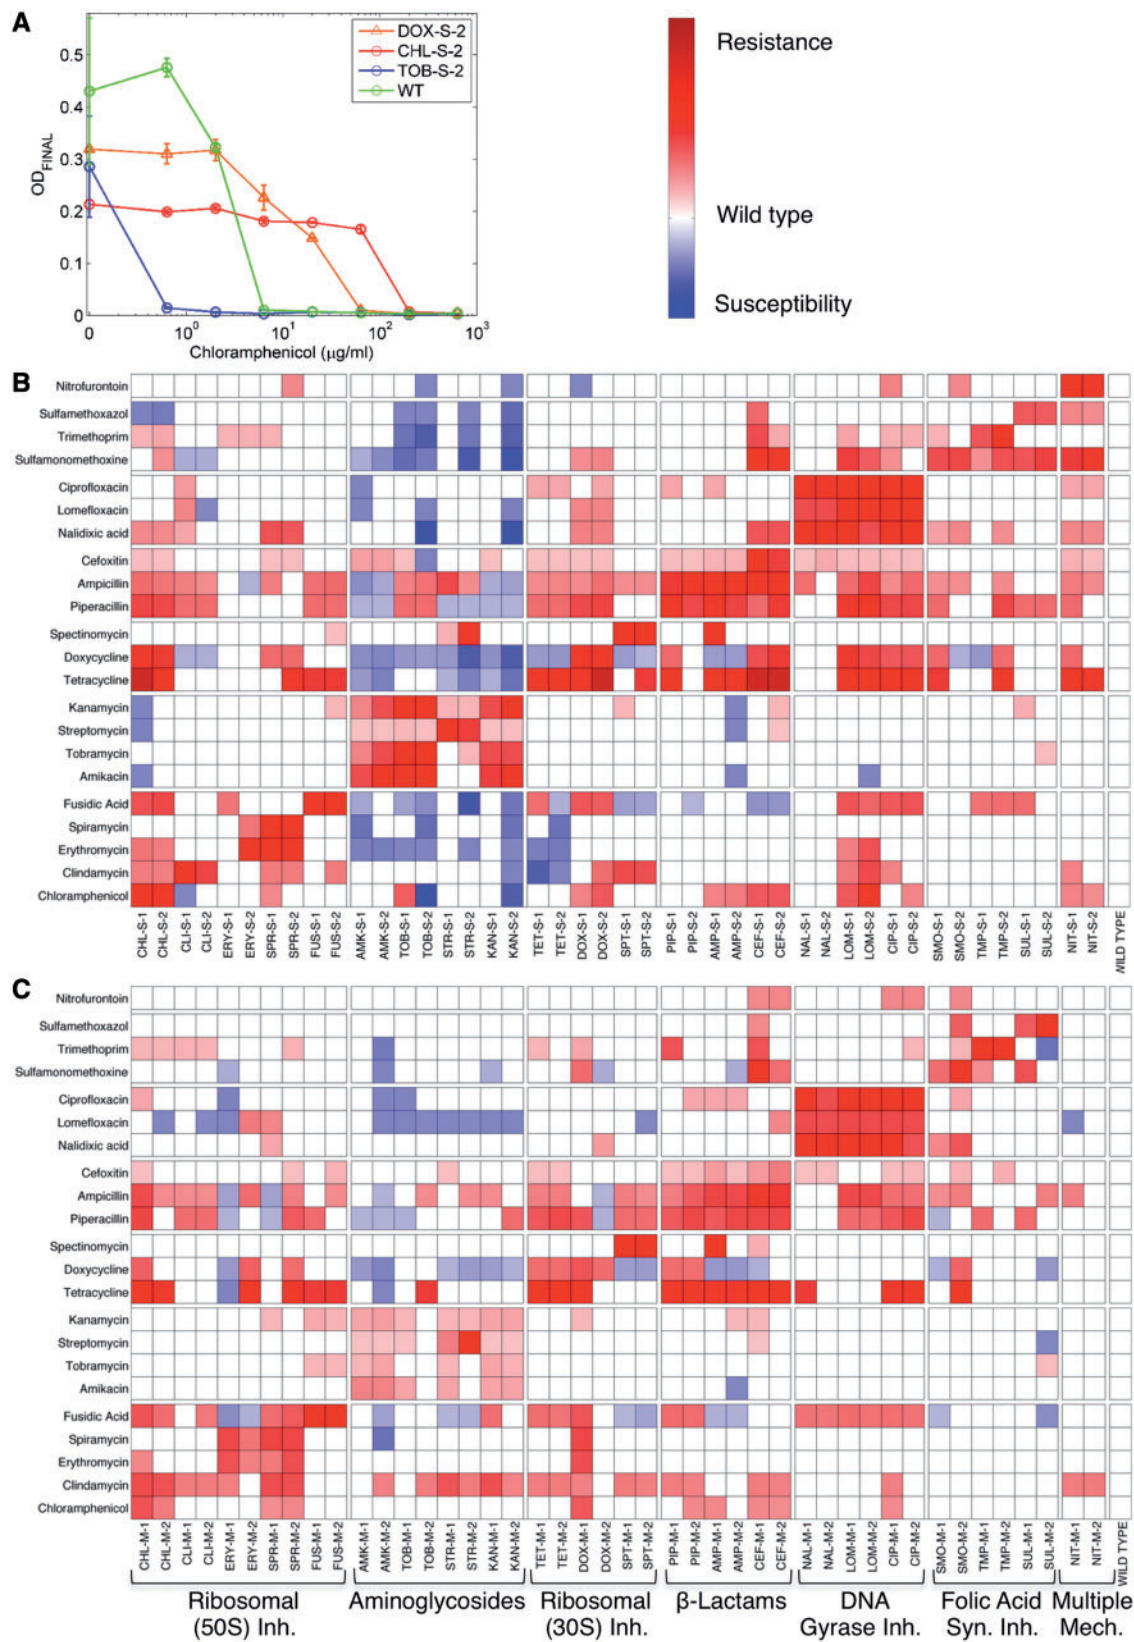 A
OD_FINAL
0.5
0.4
0.3
0.2
0.1
0
DOX-S-2
CHL-S-2
TOB-S-2
WT
0
10^0
10^1
10^2
10^3
Chloramphenicol (µg/ml)
Resistance
Wild type
Susceptibility
B
Nitrofurontoin
Sulfamethoxazol
Trimethoprim
Sulfamonomethoxine
Ciprofloxacin
Lomefloxacin
Nalidixic acid
Cefoxitin
Ampicillin
Piperacillin
Spectinomycin
Doxycycline
Tetracycline
Kanamycin
Streptomycin
Tobramycin
Amikacin
Fusidic Acid
Spiramycin
Erythromycin
Clindamycin
Chloramphenicol
CHL-S-1
CHL-S-2
CLI-S-1
CLI-S-2
ERY-S-1
ERY-S-2
SPR-S-1
SPR-S-2
FUS-S-1
FUS-S-2
AMK-S-1
AMK-S-2
TOB-S-1
TOB-S-2
STR-S-1
STR-S-2
KAN-S-1
KAN-S-2
TET-S-1
TET-S-2
DOX-S-1
DOX-S-2
SPT-S-1
SPT-S-2
PIP-S-1
PIP-S-2
AMP-S-1
AMP-S-2
CEF-S-1
CEF-S-2
NAL-S-1
NAL-S-2
LOM-S-1
LOM-S-2
CIP-S-1
CIP-S-2
SMO-S-1
SMO-S-2
TMP-S-1
TMP-S-2
SUL-S-1
SUL-S-2
NIT-S-1
NIT-S-2
WILD TYPE
C
Nitrofurontoin
Sulfamethoxazol
Trimethoprim
Sulfamonomethoxine
Ciprofloxacin
Lomefloxacin
Nalidixic acid
Cefoxitin
Ampicillin
Piperacillin
Spectinomycin
Doxycycline
Tetracycline
Kanamycin
Streptomycin
Tobramycin
Amikacin
Fusidic Acid
Spiramycin
Erythromycin
Clindamycin
Chloramphenicol
CHL-M-1
CHL-M-2
CLI-M-1
CLI-M-2
ERY-M-1
ERY-M-2
SPR-M-1
SPR-M-2
FUS-M-1
FUS-M-2
AMK-M-1
AMK-M-2
TOB-M-1
TOB-M-2
STR-M-1
STR-M-2
KAN-M-1
KAN-M-2
TET-M-1
TET-M-2
DOX-M-1
DOX-M-2
SPT-M-1
SPT-M-2
PIP-M-1
PIP-M-2
AMP-M-1
AMP-M-2
CEF-M-1
CEF-M-2
NAL-M-1
NAL-M-2
LOM-M-1
LOM-M-2
CIP-M-1
CIP-M-2
SMO-M-1
SMO-M-2
TMP-M-1
TMP-M-2
SUL-M-1
SUL-M-2
NIT-M-1
NIT-M-2
WILD TYPE
Ribosomal
(50S) Inh.
Aminoglycosides
Ribosomal
(30S) Inh.
β-Lactams
DNA
Gyrase Inh.
Folic Acid
Syn. Inh.
Multiple
Mech.